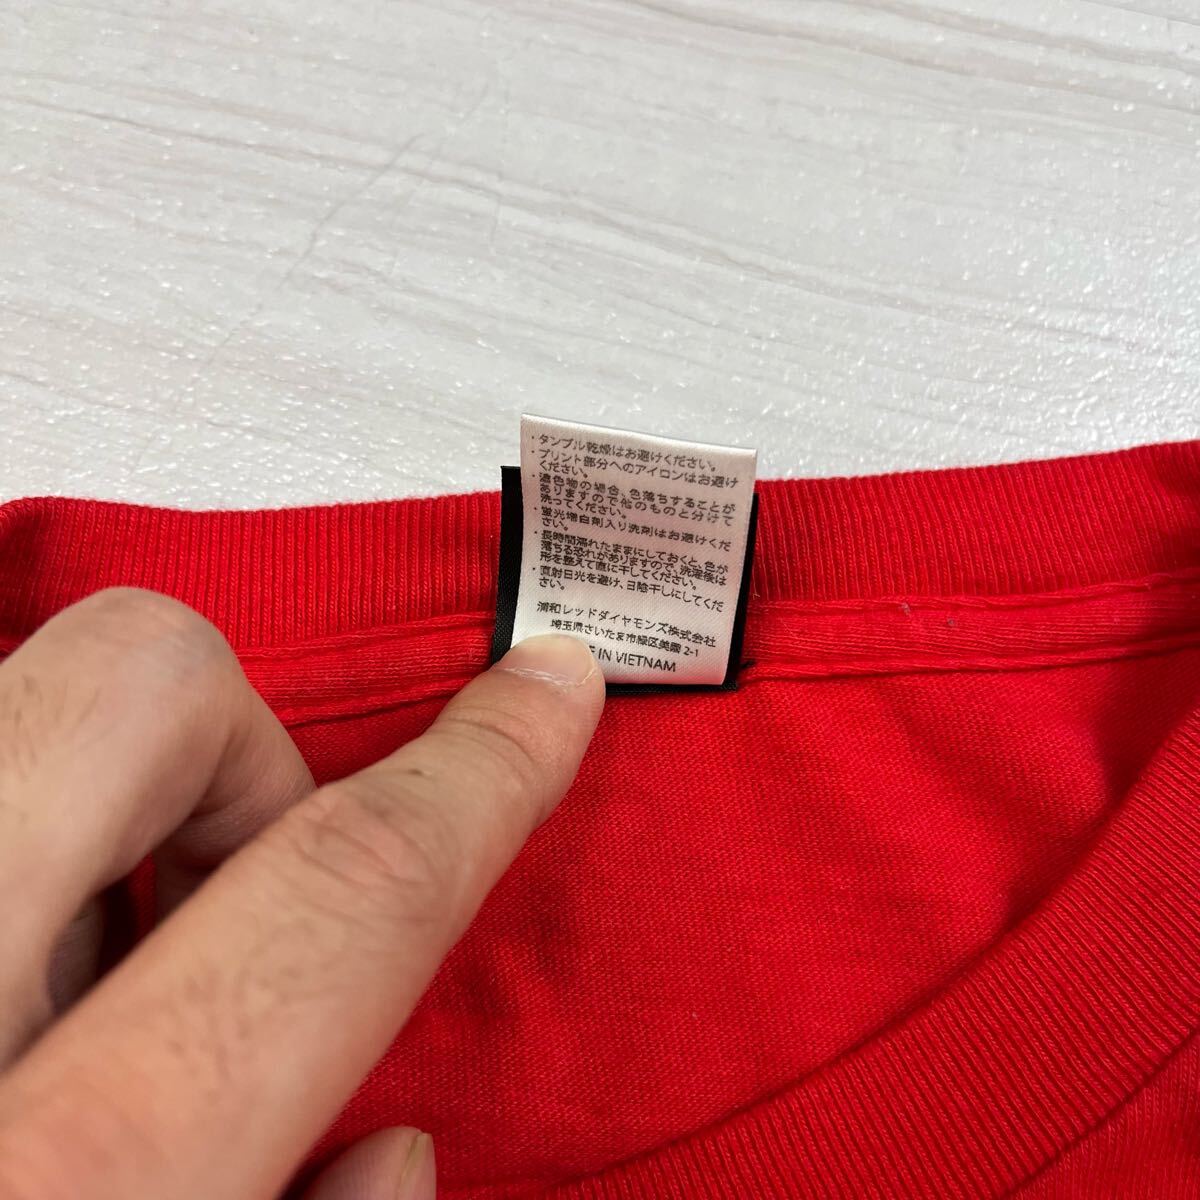 ・タンブル乾燥はお避けください。
・プリント部分へのアイロンはお避け
ください。
・濃色物の場合、色落ちすることが
ありますので他のものと分けて
洗ってください。
・蛍光増白剤入り洗剤はお避けくだ
さい。
・長時間濡れたままにしておくと、色が
落ちる恐れがありますので、洗濯後は
形を整えて直に干してください。
・直射日光を避け、日陰干しにしてくだ
さい。
浦和レッドダイヤモンズ株式会社
埼玉県さいたま市緑区美園 2-1
IN VIETNAM